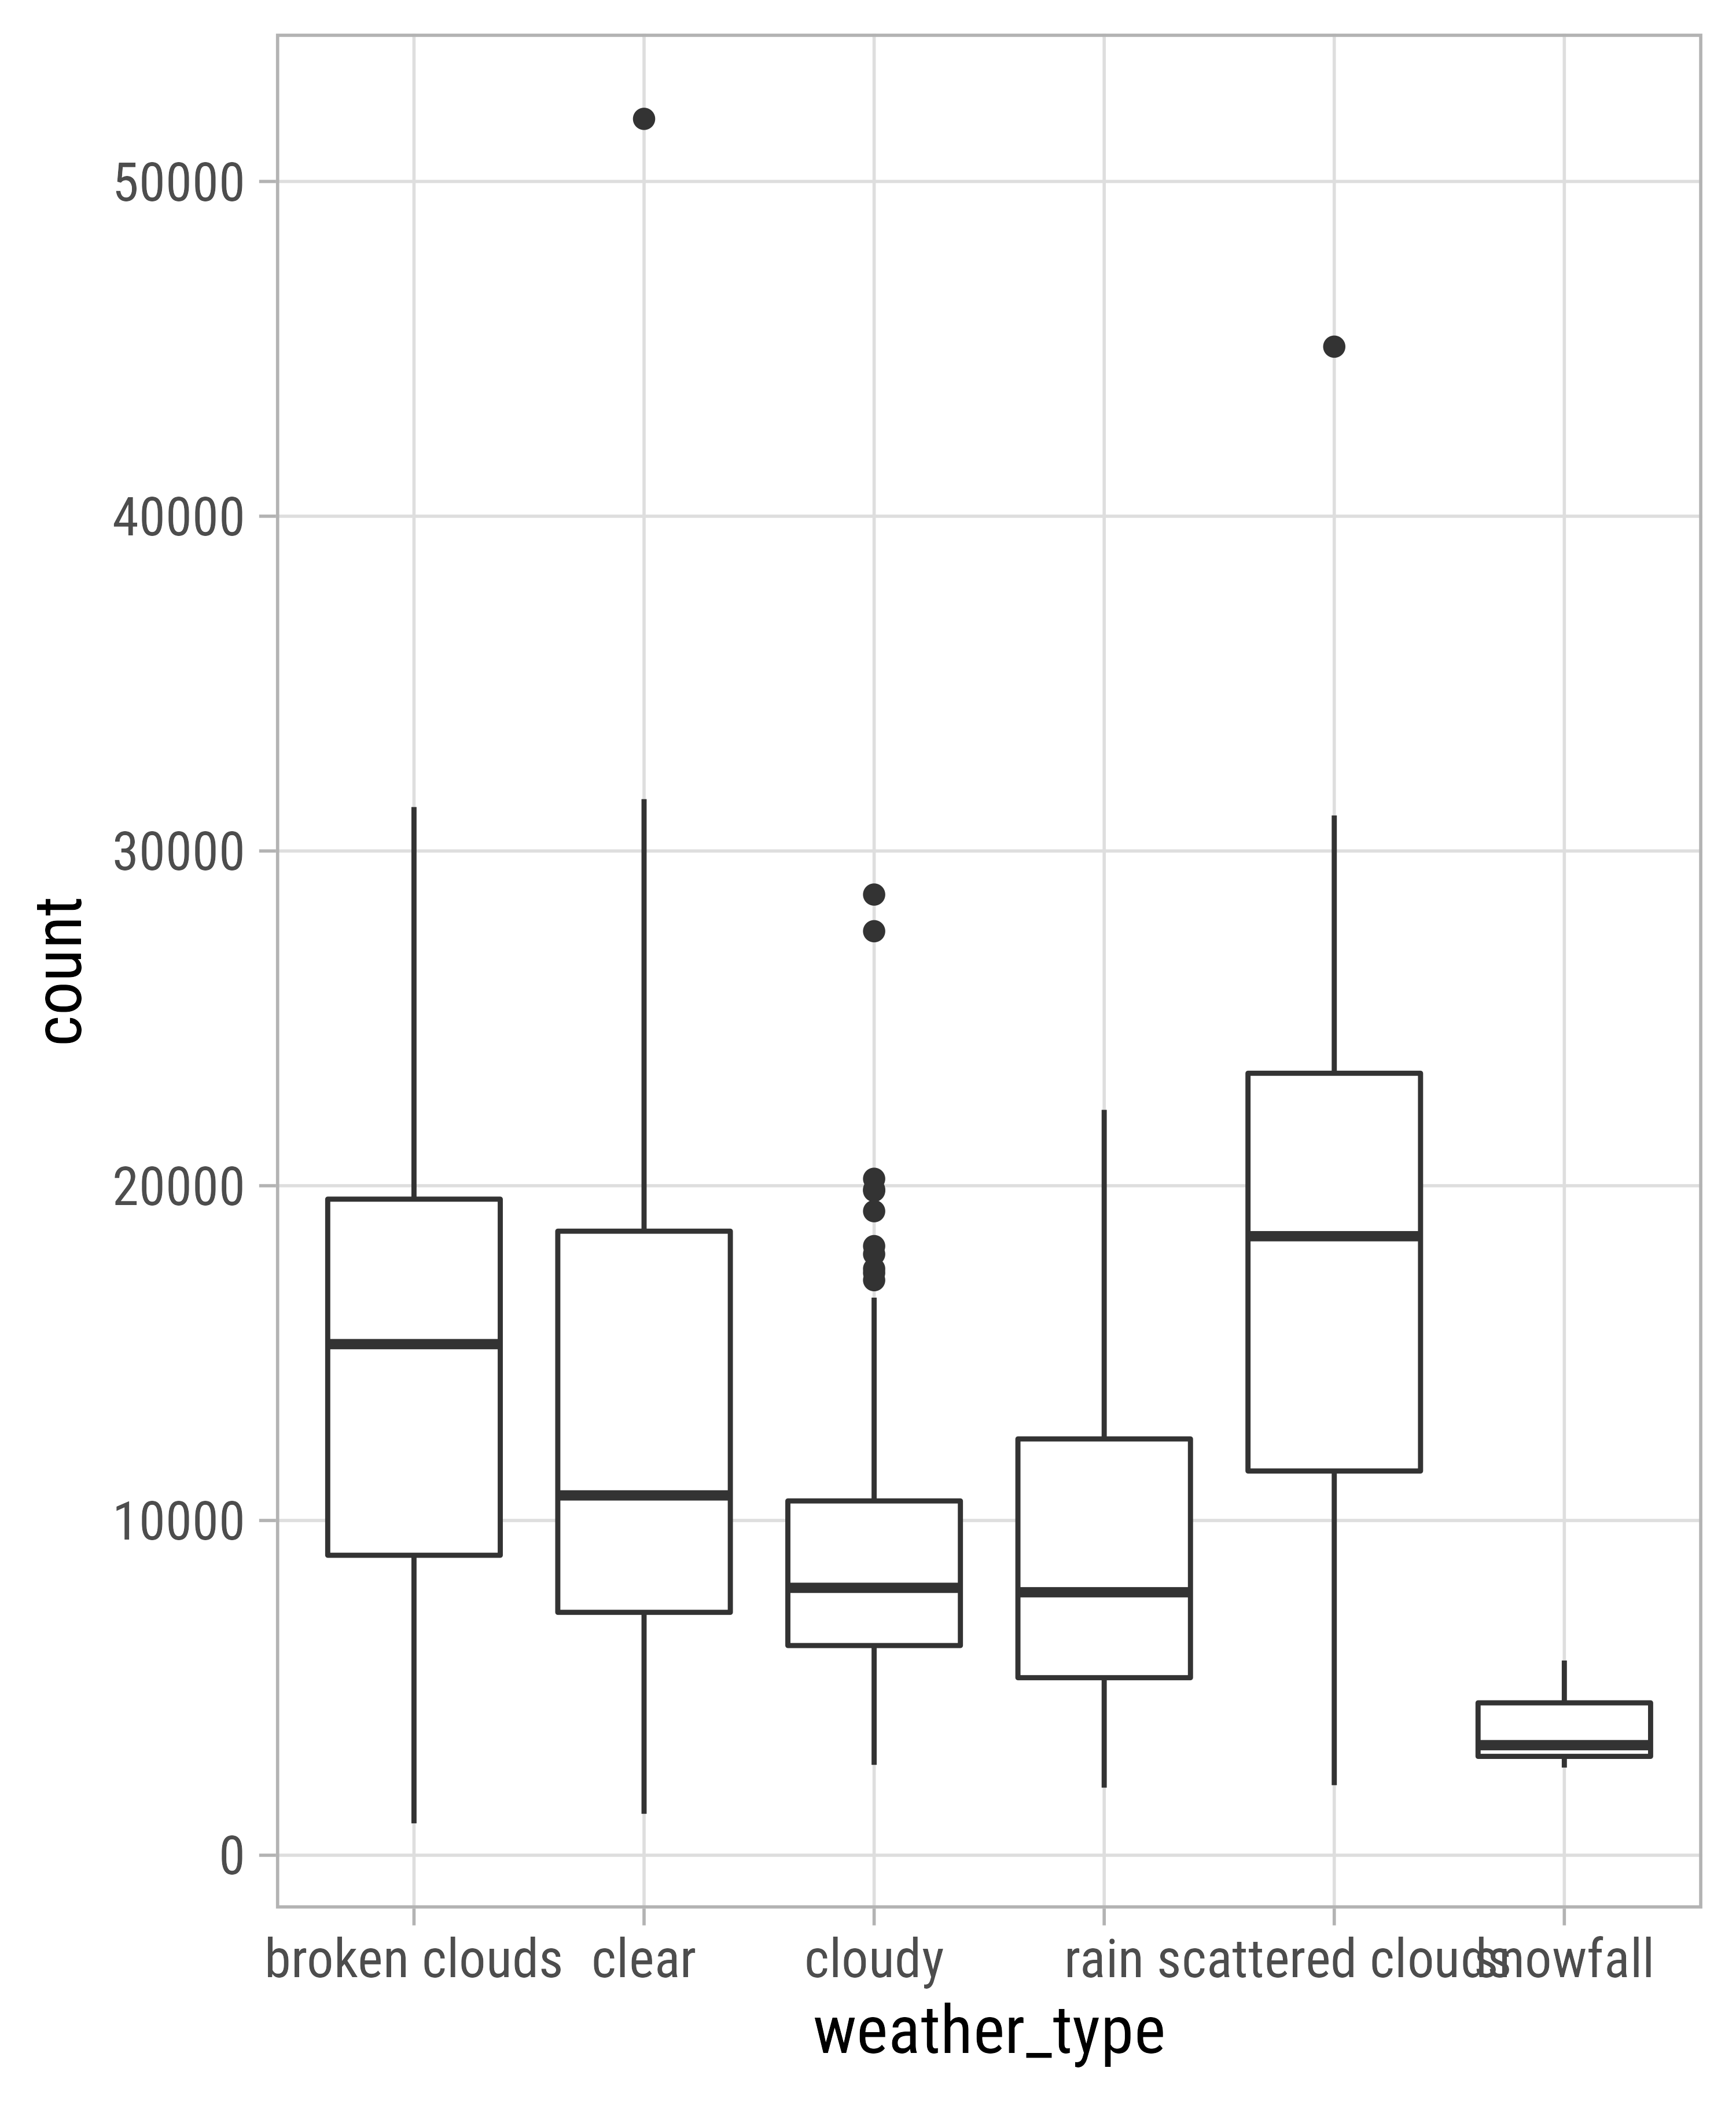 50000
40000
30000
20000
10000
0
count
broken clouds
clear
cloudy
rain
scattered clouds
snowfall
weather_type